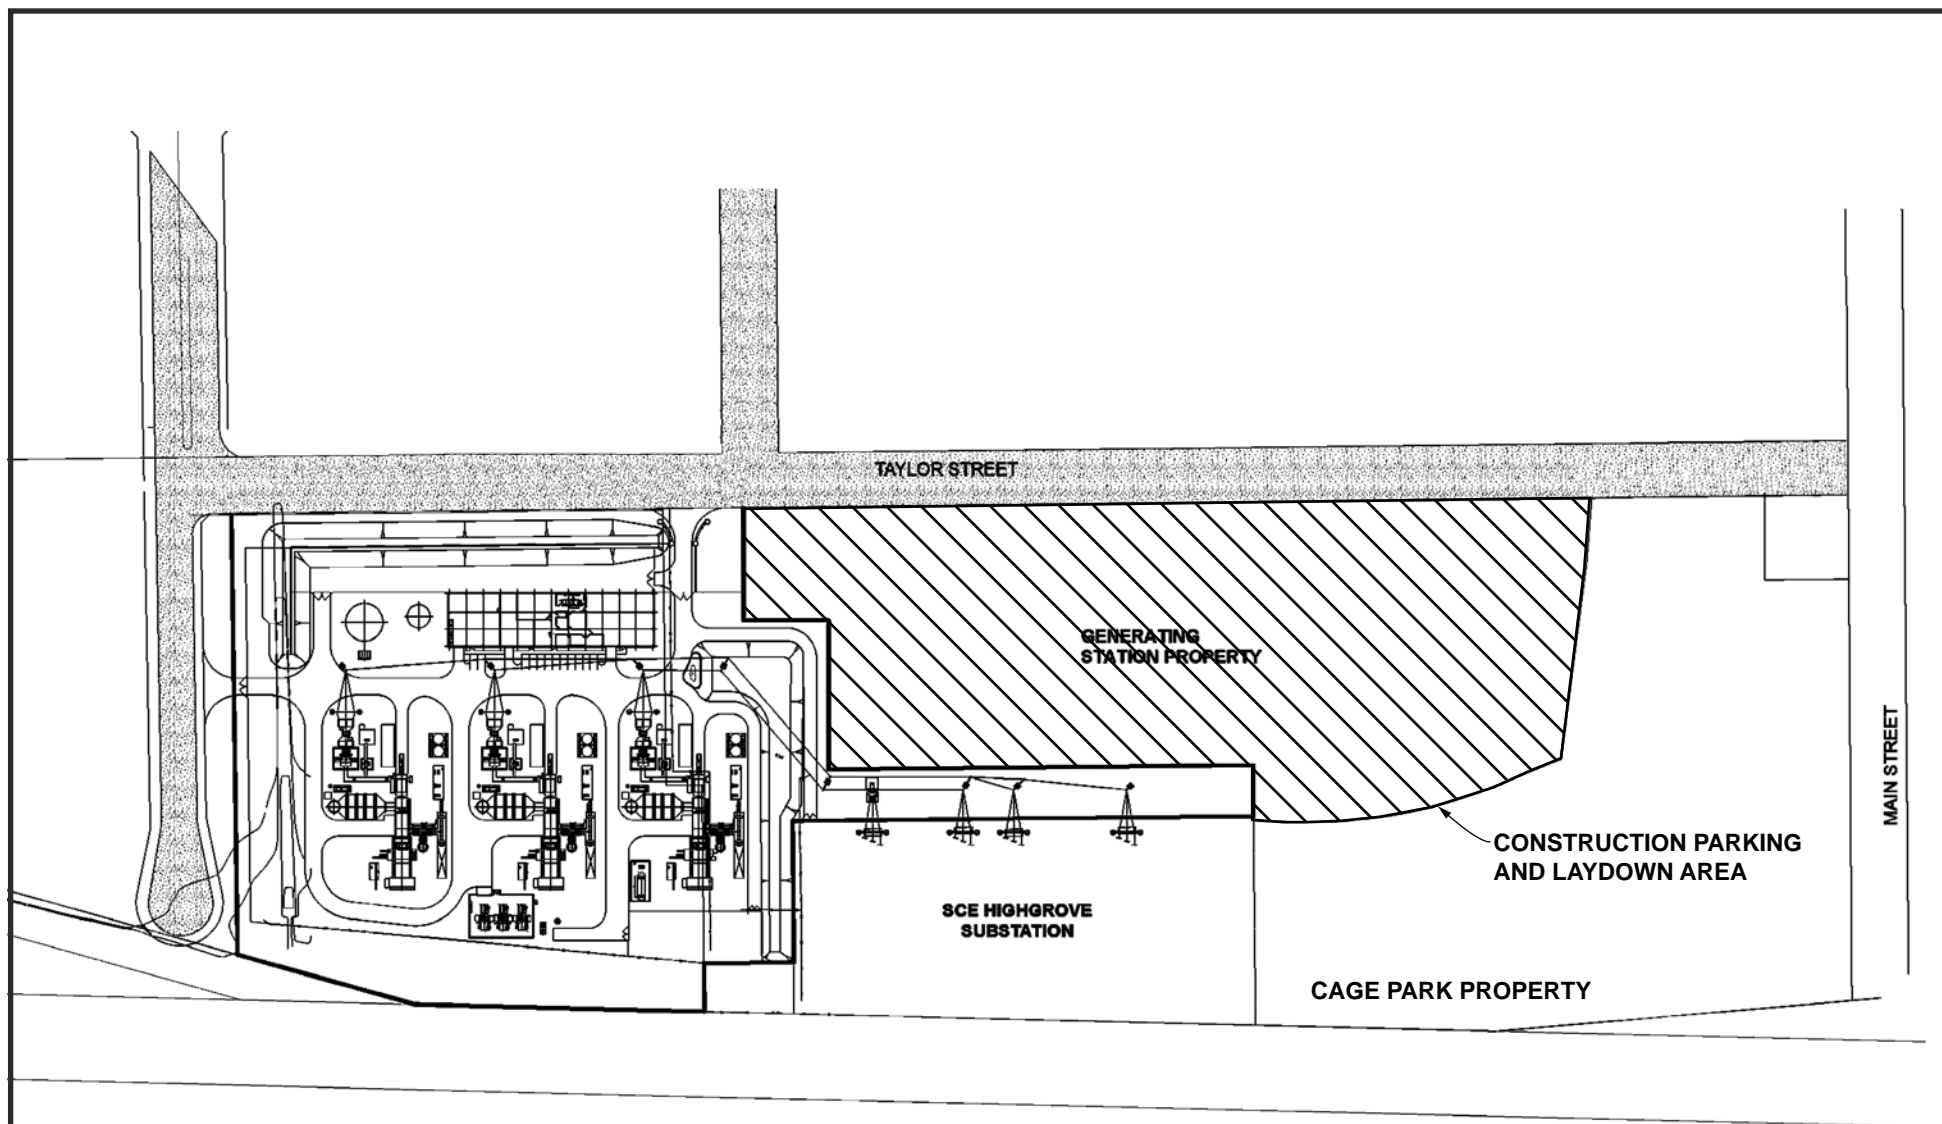 TAYLOR STREET
GENERATING
STATION PROPERTY
MAIN STREET
CONSTRUCTION PARKING
AND LAYDOWN AREA
SCE HIGHGROVE
SUBSTATION
CAGE PARK PROPERTY